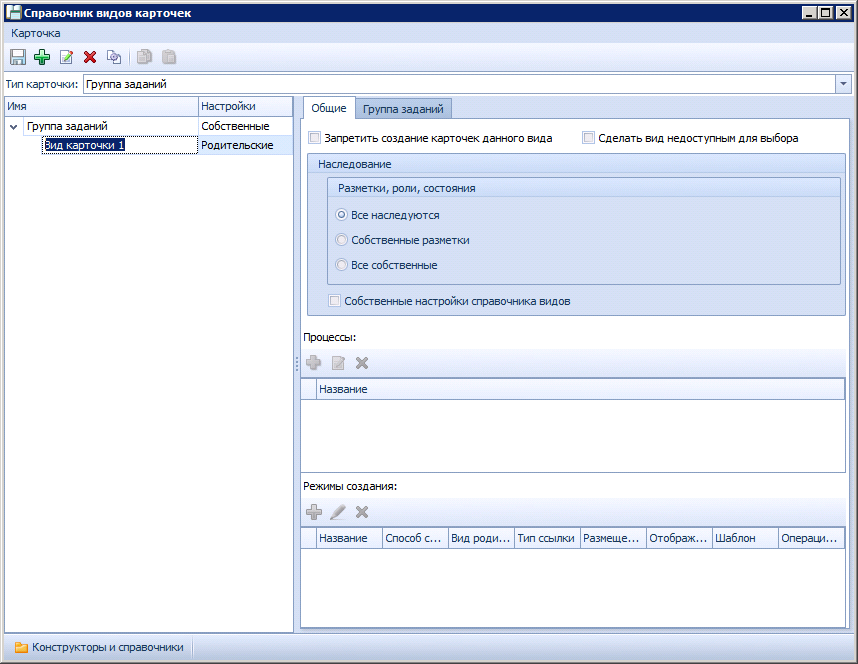 Справочник видов карточек
Карточка
Тип карточки: Группа заданий
Имя Настройки
Группа заданий Собственные
Вид карточки 1 Родительские
Общие Группа заданий
Запретить создание карточек данного вида Сделать вид недоступным для выбора
Наследование
Разметки, роли, состояния
Все наследуются
Собственные разметки
Все собственные
Собственные настройки справочника видов
Процессы:
Название
Режимы создания:
Название Способ с... Вид роди... Тип ссылки Размеще... Отображ... Шаблон Операци...
Конструкторы и справочники